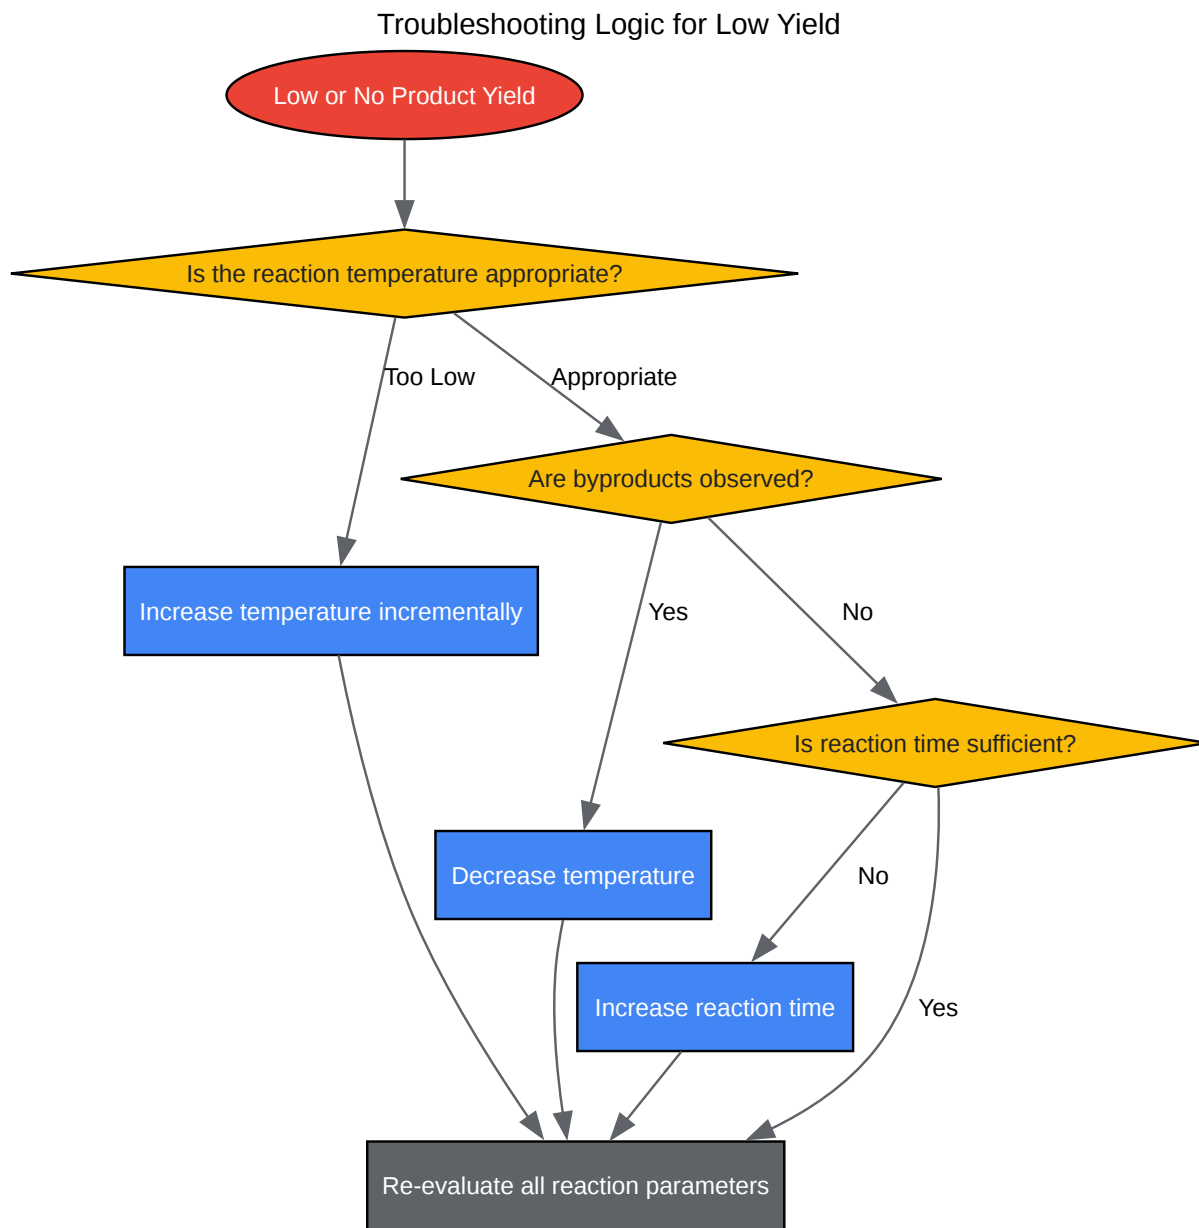 Troubleshooting Logic for Low Yield
Low or No Product Yield
Is the reaction temperature appropriate?
Too Low
Appropriate
Are byproducts observed?
Increase temperature incrementally
Yes
No
Is reaction time sufficient?
Decrease temperature
No
Increase reaction time
Yes
Re-evaluate all reaction parameters